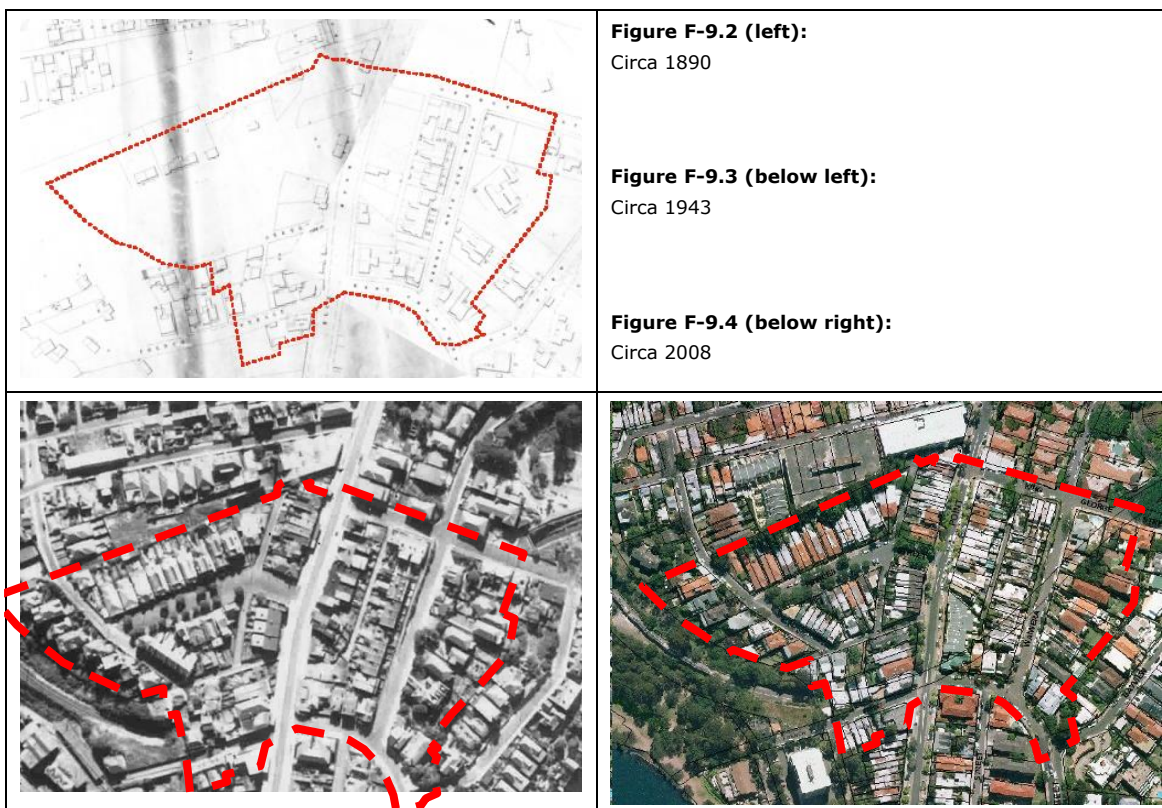 Figure F-9.2 (left):
Circa 1890
Figure F-9.3 (below left):
Circa 1943
Figure F-9.4 (below right):
Circa 2008
GEORGE